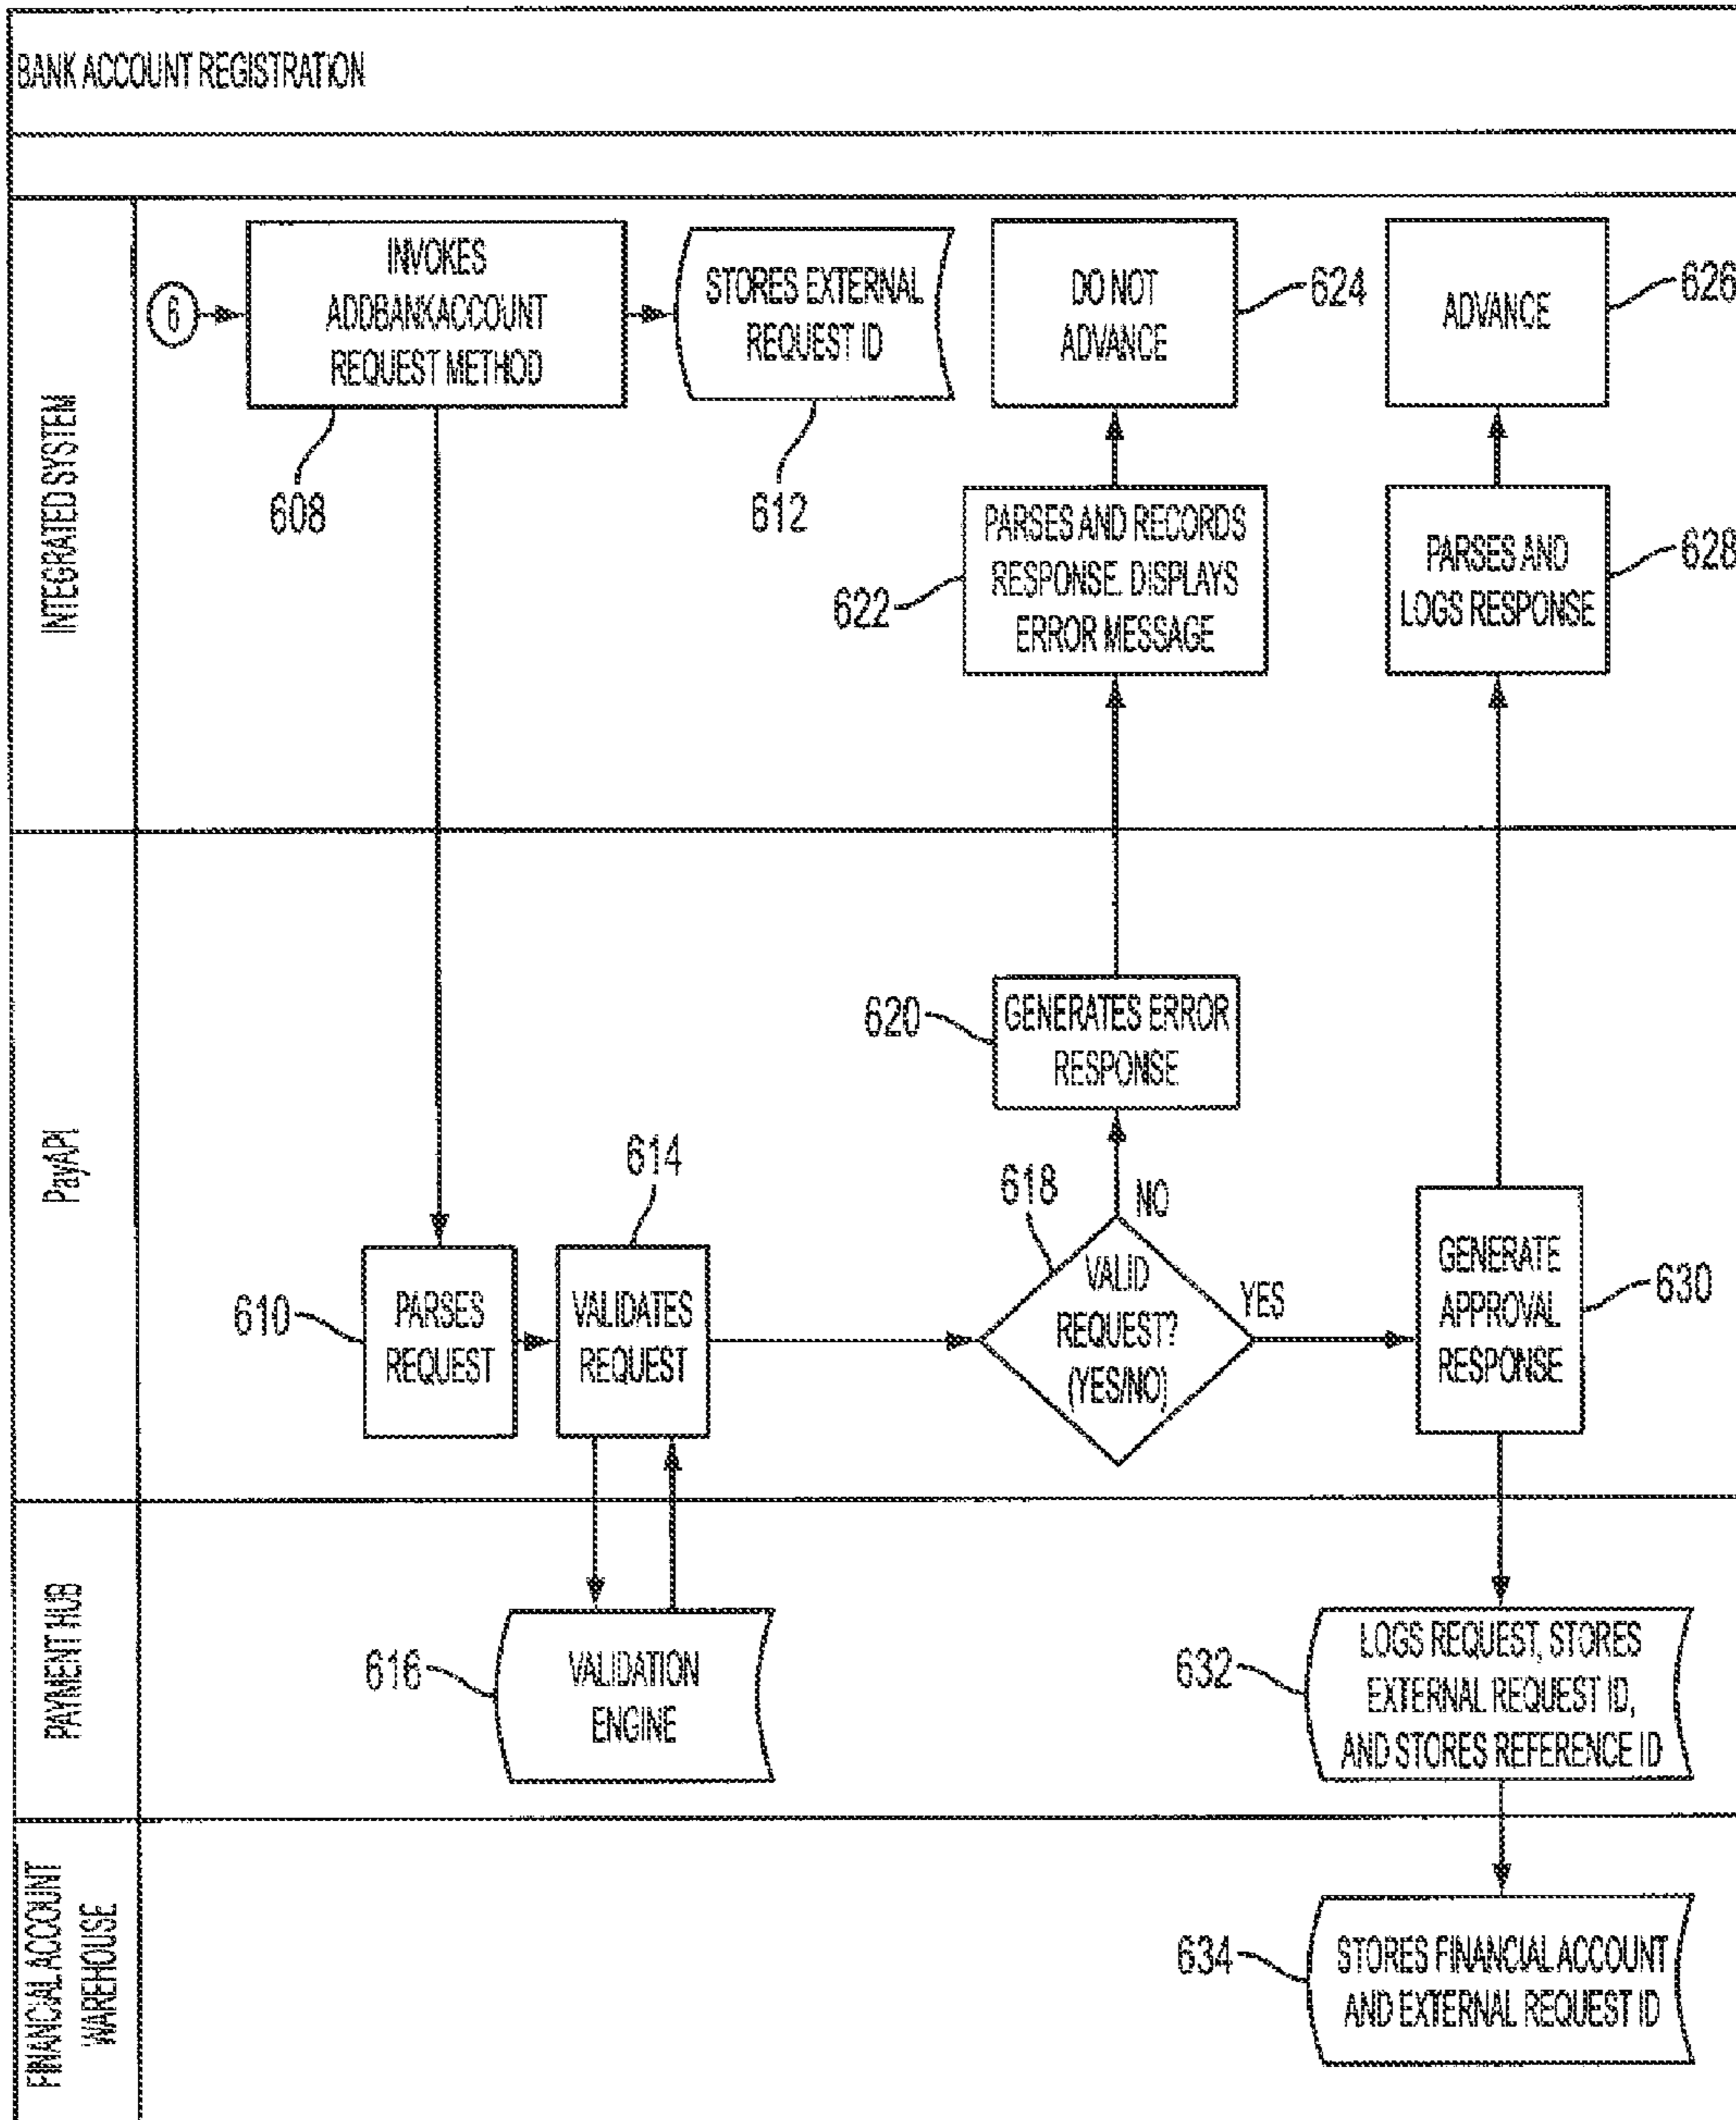 BANK ACCOUNT REGISTRATION
INTEGRATED SYSTEM
6
INVOKES
ADDBANKACCOUNT
REQUEST METHOD
608
STORES EXTERNAL
REQUEST ID
612
DO NOT
ADVANCE
624
ADVANCE
626
PARSES AND RECORDS
RESPONSE. DISPLAYS
ERROR MESSAGE
622
PARSES AND
LOGS RESPONSE
628
PayAPI
620
GENERATES ERROR
RESPONSE
614
618
NO
610
PARSES
REQUEST
VALIDATES
REQUEST
VALID
REQUEST?
(YES/NO)
YES
GENERATE
APPROVAL
RESPONSE
630
PAYMENT HUB
616
VALIDATION
ENGINE
632
LOGS REQUEST, STORES
EXTERNAL REQUEST ID,
AND STORES REFERENCE ID
FINANCIAL ACCOUNT
WAREHOUSE
634
STORES FINANCIAL ACCOUNT
AND EXTERNAL REQUEST ID